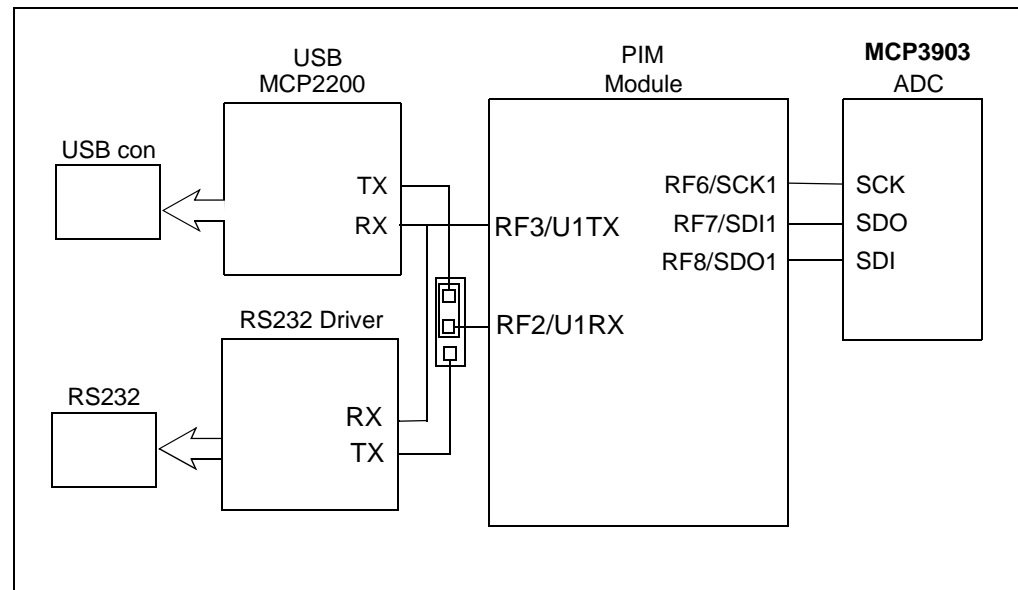 USB
MCP2200
PIM
Module
MCP3903
ADC
USB con
TX
RX
RF3/U1TX
RF2/U1RX
RF6/SCK1
RF7/SDI1
RF8/SDO1
SCK
SDO
SDI
RS232 Driver
RS232
RX
TX